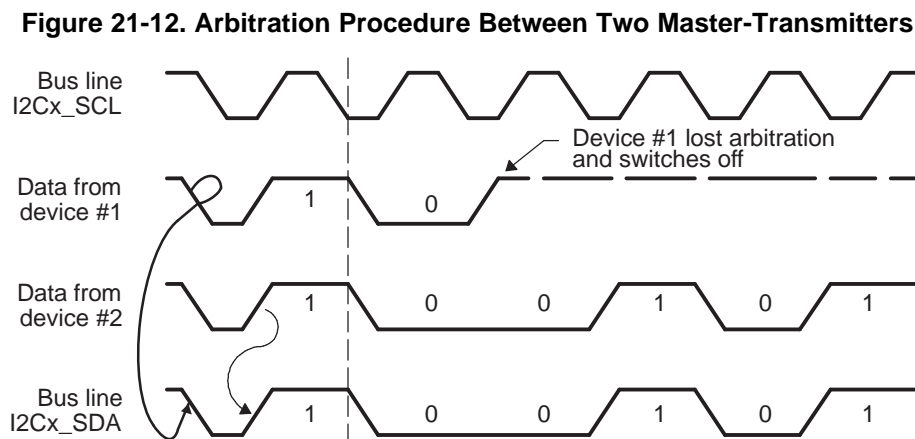 Figure 21-12. Arbitration Procedure Between Two Master-Transmitters
Bus line
I2Cx_SCL
Device #1 lost arbitration
and switches off
Data from
device #1
1
0
Data from
device #2
1
0
0
1
0
1
Bus line
I2Cx_SDA
1
0
0
1
0
1